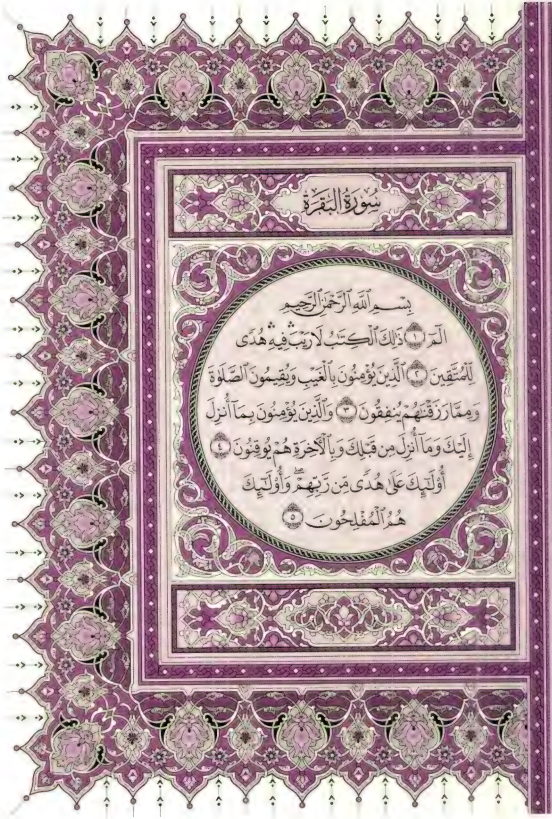 سُورَةُ البَقَرَةِ
بِسْمِ ٱللَّهِ ٱلرَّحْمَٰنِ ٱلرَّحِيمِ
الٓمٓ ١ ذَٰلِكَ ٱلْكِتَٰبُ لَا رَيْبَ ۛ فِيهِ ۛ هُدًى
لِّلْمُتَّقِينَ ٢ ٱلَّذِينَ يُؤْمِنُونَ بِٱلْغَيْبِ وَيُقِيمُونَ ٱلصَّلَوٰةَ
وَمِمَّا رَزَقْنَٰهُمْ يُنفِقُونَ ٣ وَٱلَّذِينَ يُؤْمِنُونَ بِمَآ أُنزِلَ
إِلَيْكَ وَمَآ أُنزِلَ مِن قَبْلِكَ وَبِٱلْءَاخِرَةِ هُمْ يُوقِنُونَ ٤
أُو۟لَٰٓئِكَ عَلَىٰ هُدًى مِّن رَّبِّهِمْ ۖ وَأُو۟لَٰٓئِكَ
هُمُ ٱلْمُفْلِحُونَ ٥